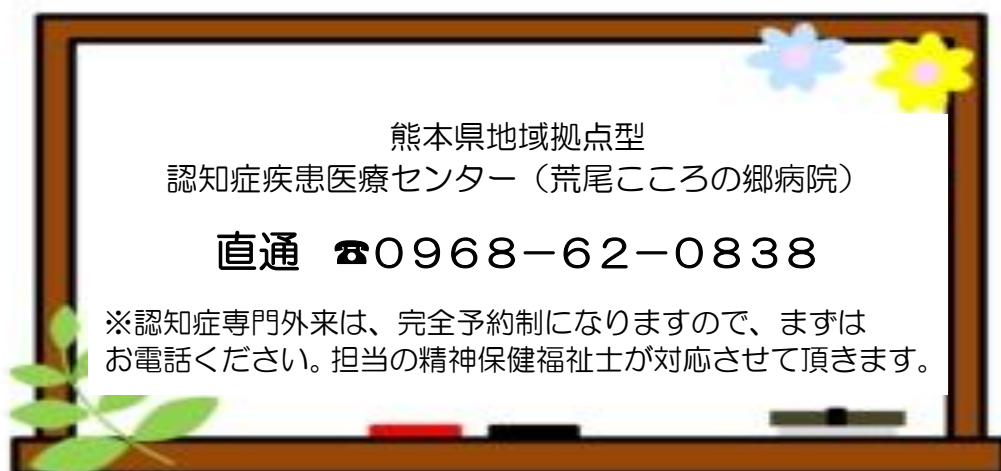 熊本県地域拠点型
認知症疾患医療センター（荒尾こころの郷病院）
直通　☎０９６８－６２－０８３８
※認知症専門外来は、完全予約制になりますので、まずは
お電話ください。担当の精神保健福祉士が対応させて頂きます。